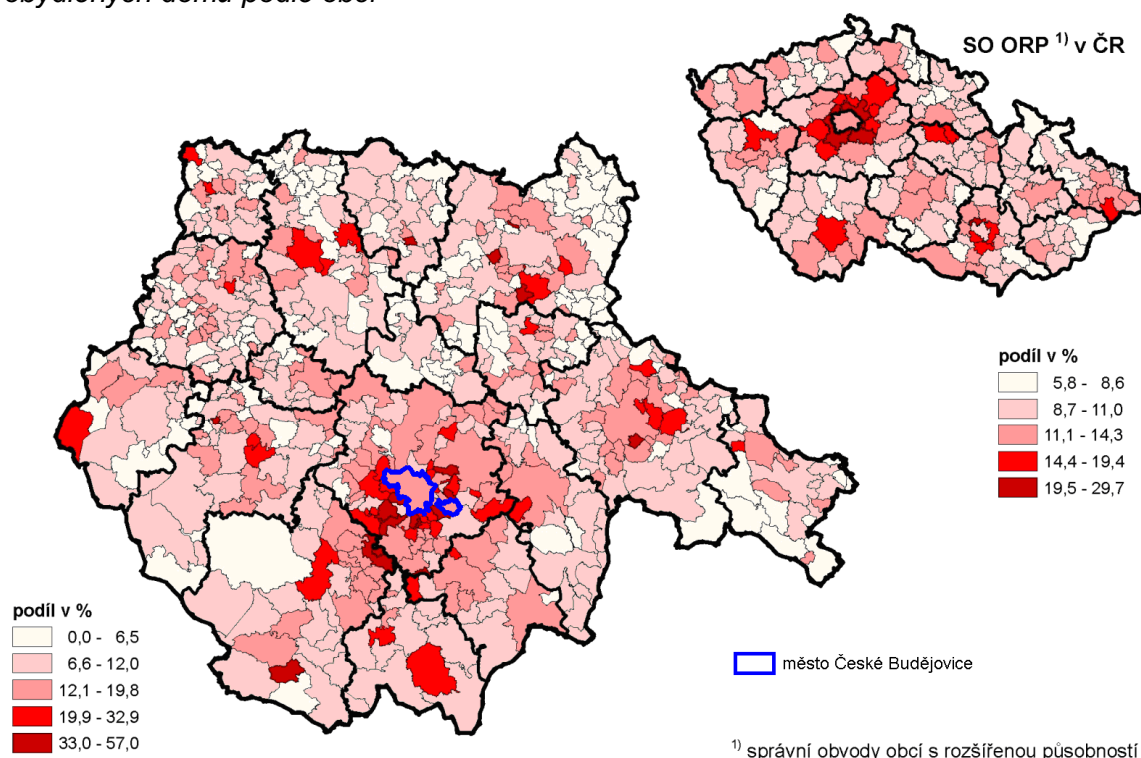 obydlených domů podle obcí
SO ORP ¹⁾ v ČR
podíl v %
5,8 - 8,6
8,7 - 11,0
11,1 - 14,3
14,4 - 19,4
19,5 - 29,7
podíl v %
0,0 - 6,5
6,6 - 12,0
12,1 - 19,8
19,9 - 32,9
33,0 - 57,0
město České Budějovice
¹⁾ správní obvody obcí s rozšířenou působností